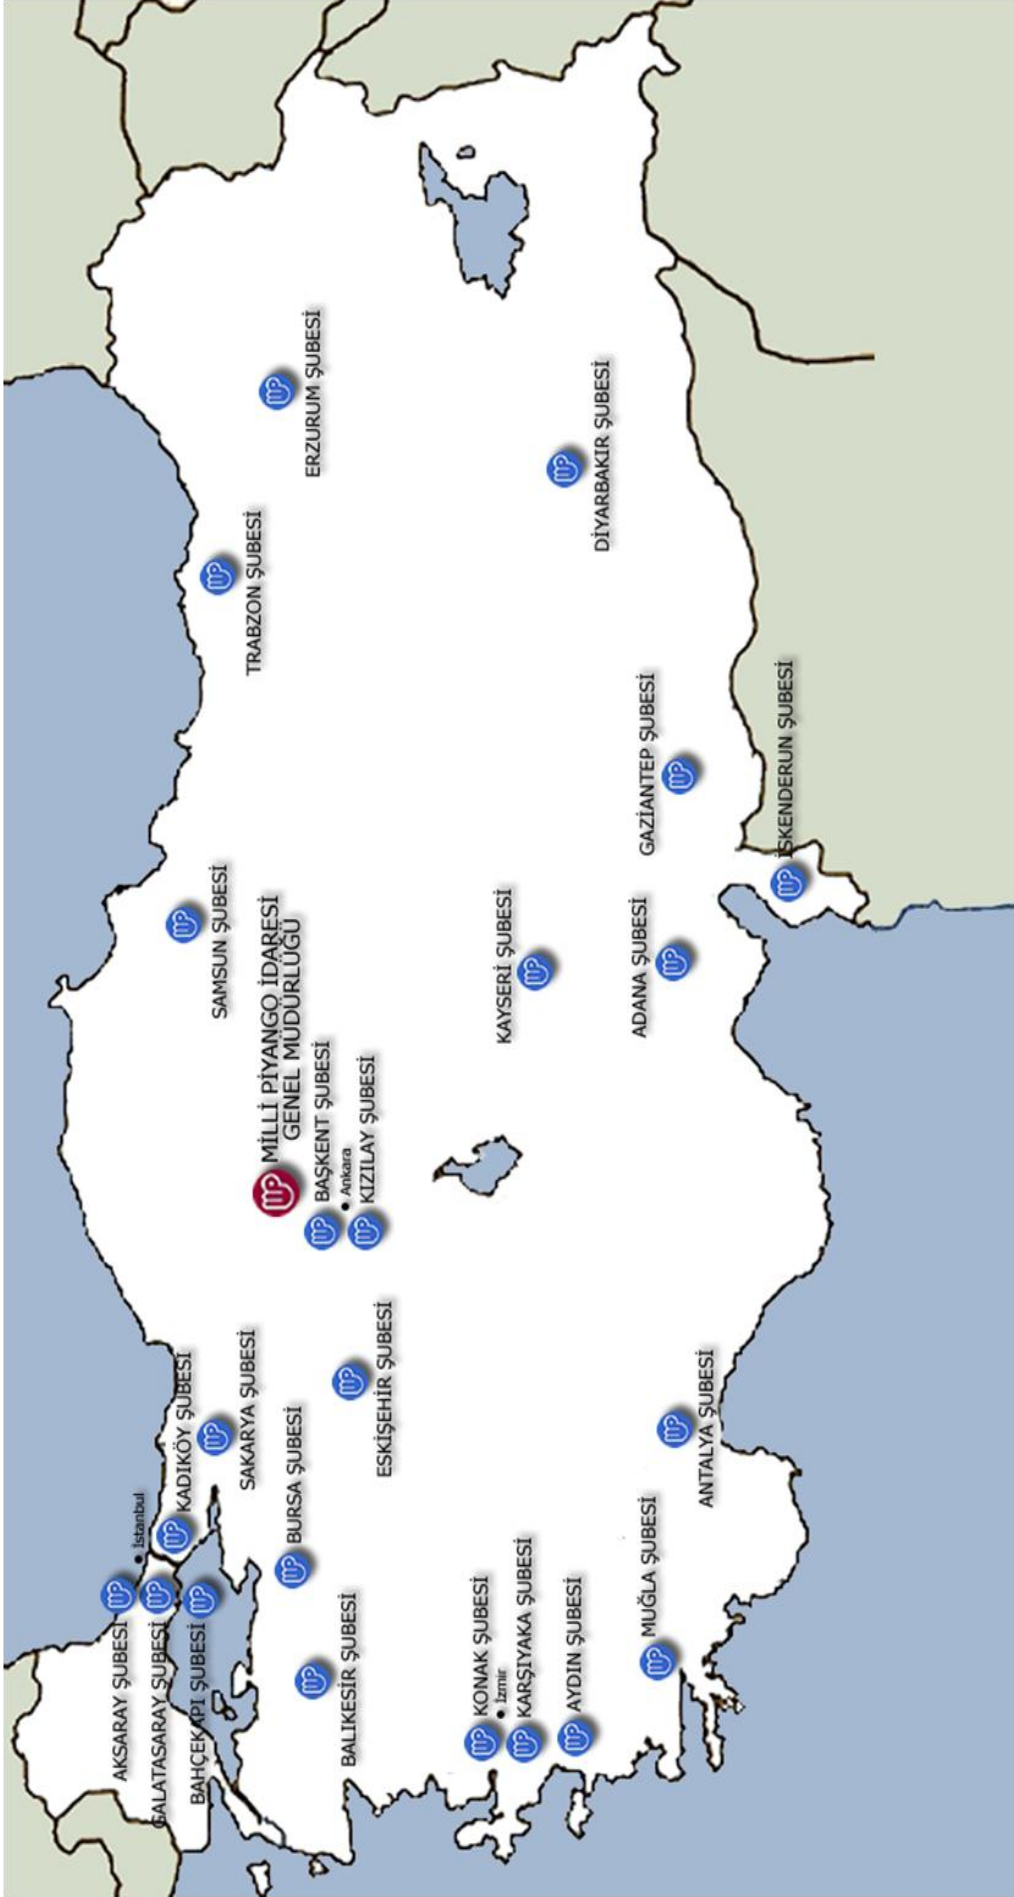 AKSARAY ŞUBESİ
İstanbul
GALATASARAY ŞUBESİ
KADIKÖY ŞUBESİ
BAHÇEKAPI ŞUBESİ
SAKARYA ŞUBESİ
BURSA ŞUBESİ
BALIKESİR ŞUBESİ
ESKİŞEHİR ŞUBESİ
MİLLİ PİYANGO İDARESİ
GENEL MÜDÜRLÜĞÜ
BAŞKENT ŞUBESİ
Ankara
KIZILAY ŞUBESİ
SAMSUN ŞUBESİ
TRABZON ŞUBESİ
ERZURUM ŞUBESİ
KONAK ŞUBESİ
İzmir
KARŞIYAKA ŞUBESİ
AYDIN ŞUBESİ
MUĞLA ŞUBESİ
ANTALYA ŞUBESİ
KAYSERİ ŞUBESİ
ADANA ŞUBESİ
GAZİANTEP ŞUBESİ
DİYARBAKIR ŞUBESİ
İSKENDERUN ŞUBESİ